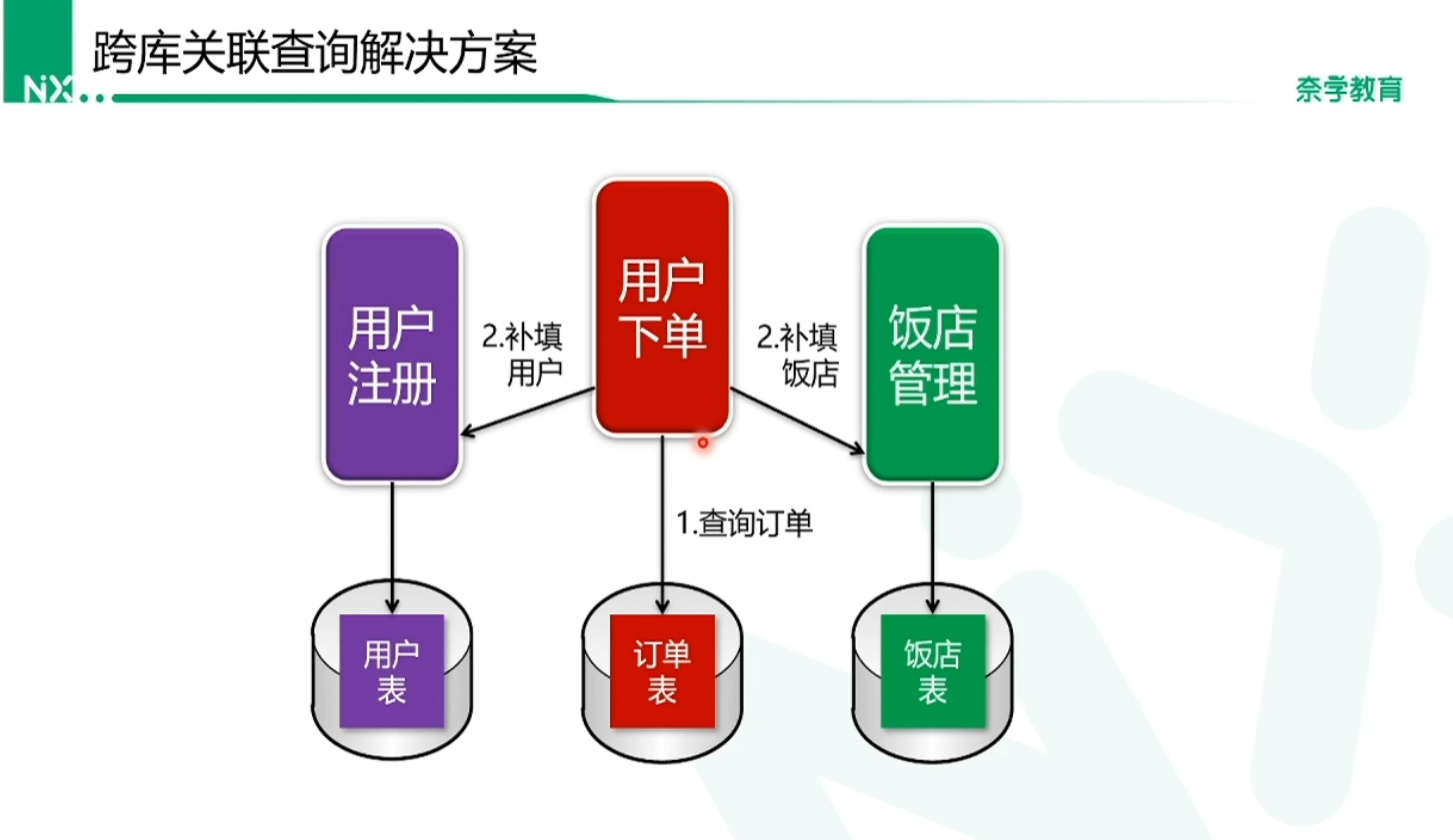 跨库关联查询解决方案
NiX
奈学教育
用户
下单
用户
注册
2.补填
用户
2.补填
饭店
饭店
管理
1.查询订单
用户
表
订单
表
饭店
表